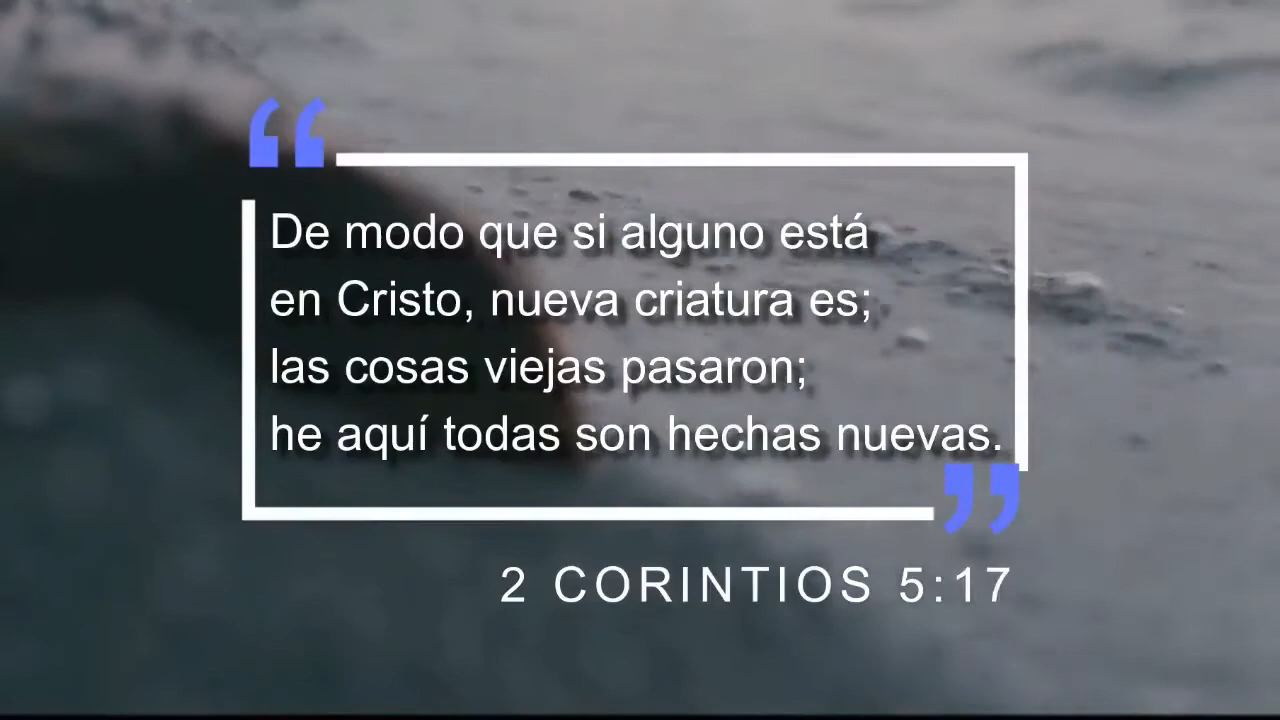 “
De modo que si alguno está
en Cristo, nueva criatura es;
las cosas viejas pasaron;
he aquí todas son hechas nuevas.
”
2 CORINTIOS 5:17